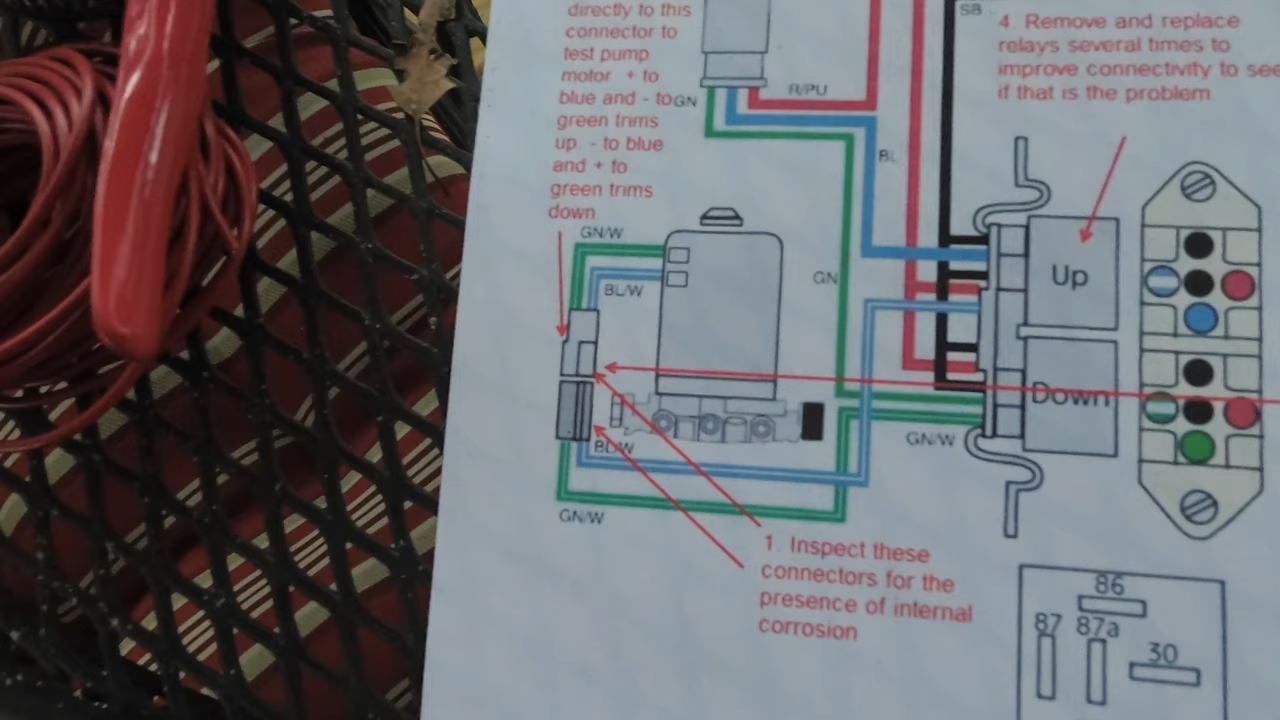 directly to this
connector to
test pump
motor + to
blue and - to
green trims
up - to blue
and + to
green trims
down
GN
R/PU
BL
SB
4. Remove and replace
relays several times to
improve connectivity to see
if that is the problem
GN/W
BL/W
GN
Up
Down
GN/W
BL/W
GN/W
1. Inspect these
connectors for the
presence of internal
corrosion
86
87
87a
30